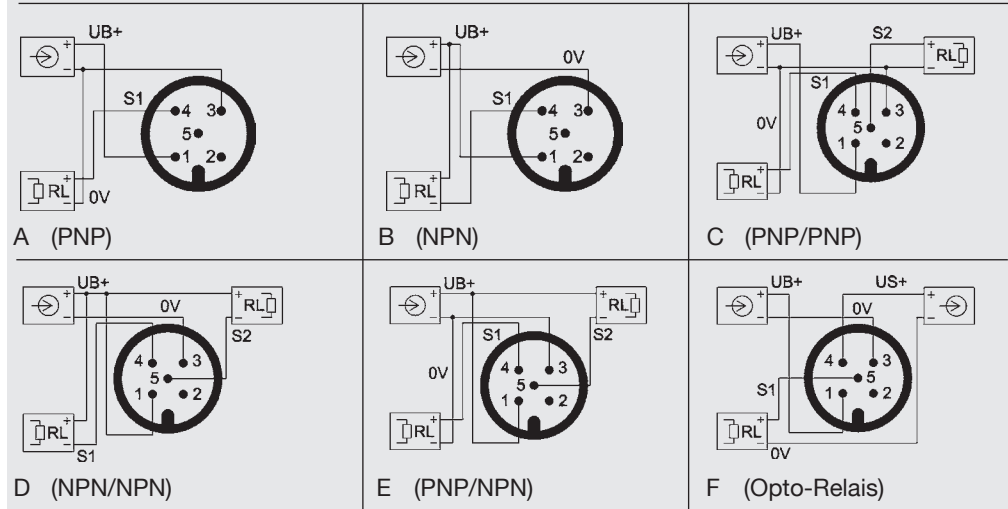 UB+
+
−
S1
4 3
5
1 2
+
RL
−
0V
A (PNP)
UB+
+
−
0V
S1
4 3
5
1 2
+
RL
−
B (NPN)
UB+
S2
+
−
+
RL
−
S1
4 3
0V
5
1 2
+
RL
−
C (PNP/PNP)
UB+
+
−
0V
+
RL
−
S2
4 3
5
1 2
+
RL
−
S1
D (NPN/NPN)
UB+
+
−
+
RL
−
S1
S2
4 3
0V
5
1 2
+
RL
−
E (PNP/NPN)
UB+
US+
+
−
0V
+
−
4 3
5
S1
1 2
+
RL
−
0V
F (Opto-Relais)